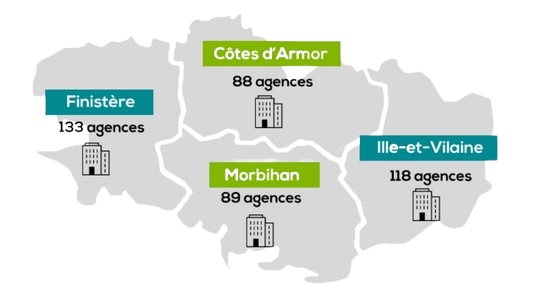 Côtes d'Armor
88 agences
Finistère
133 agences
Ille-et-Vilaine
118 agences
Morbihan
89 agences